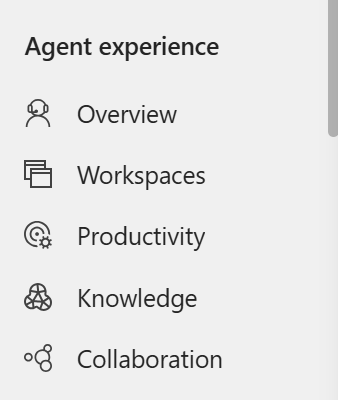 Agent experience
Overview
Workspaces
Productivity
Knowledge
Collaboration